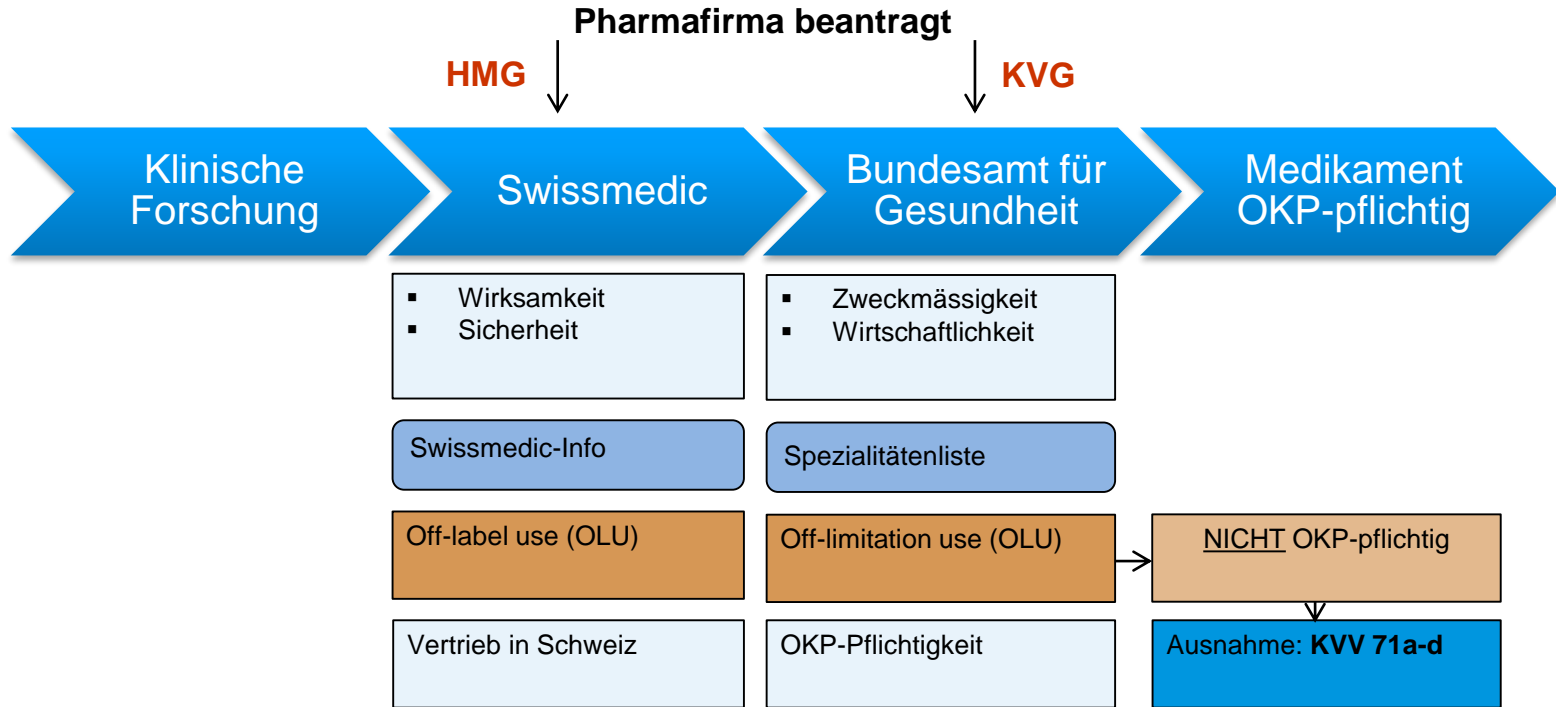 Pharmafirma beantragt
HMG
KVG
Klinische
Forschung
Swissmedic
Bundesamt für
Gesundheit
Medikament
OKP-pflichtig
▪ Wirksamkeit
▪ Sicherheit
▪ Zweckmässigkeit
▪ Wirtschaftlichkeit
Swissmedic-Info
Spezialitätenliste
Off-label use (OLU)
Off-limitation use (OLU)
NICHT OKP-pflichtig
Vertrieb in Schweiz
OKP-Pflichtigkeit
Ausnahme: KVV 71a-d